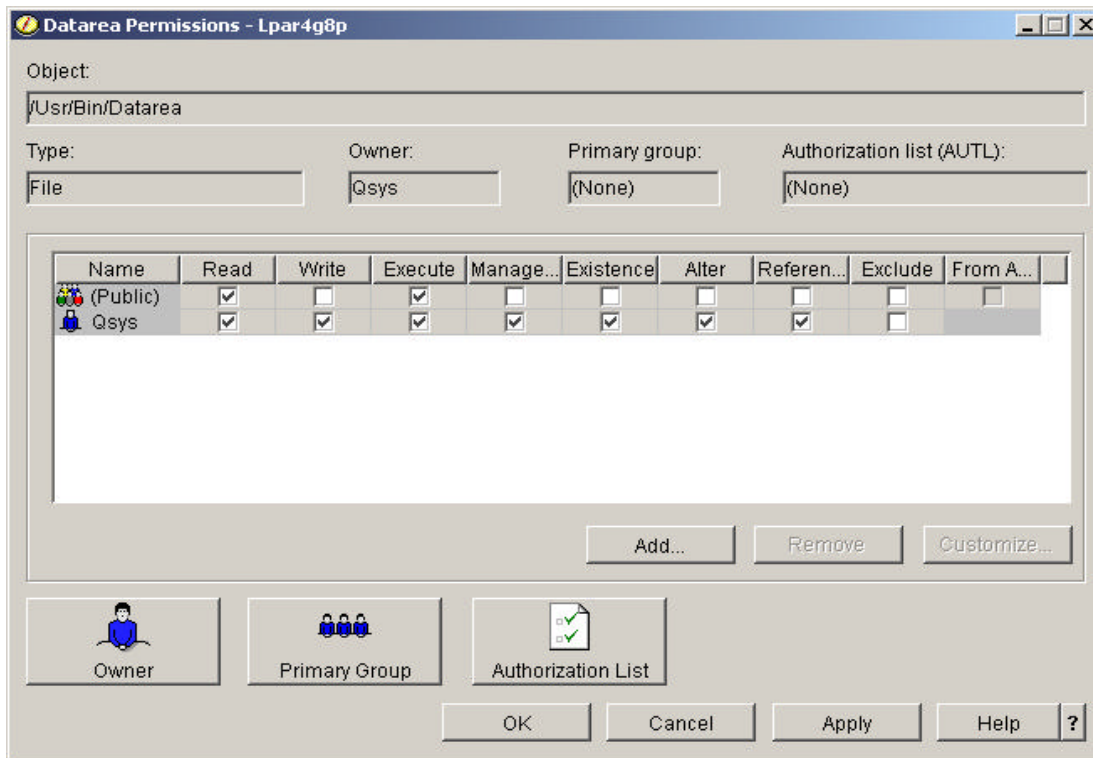 Datarea Permissions - Lpar4g8p
Object:
/Usr/Bin/Datarea
Type: Owner: Primary group: Authorization list (AUTL):
File Qsys (None) (None)
Name Read Write Execute Manage... Existence Alter Referen... Exclude From A...
(Public)
Qsys
Add... Remove Customize...
Owner Primary Group Authorization List
OK Cancel Apply Help ?